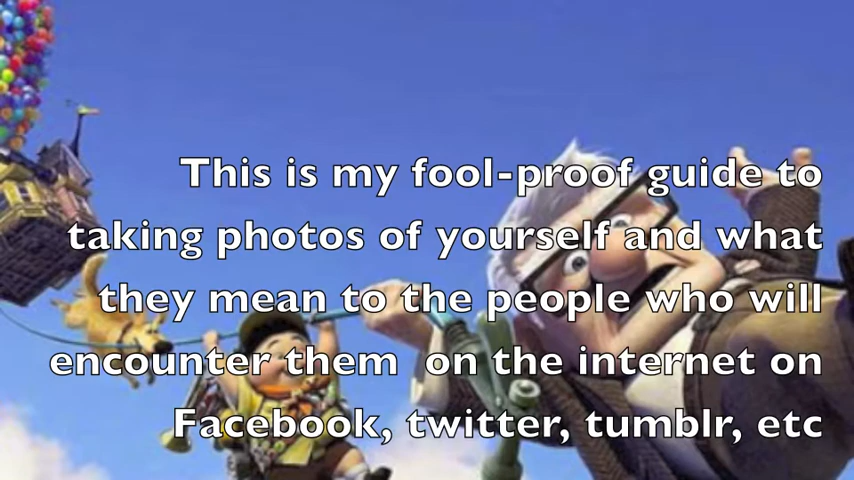 This is my fool-proof guide to
taking photos of yourself and what
they mean to the people who will
encounter them  on the internet on
Facebook, twitter, tumblr, etc